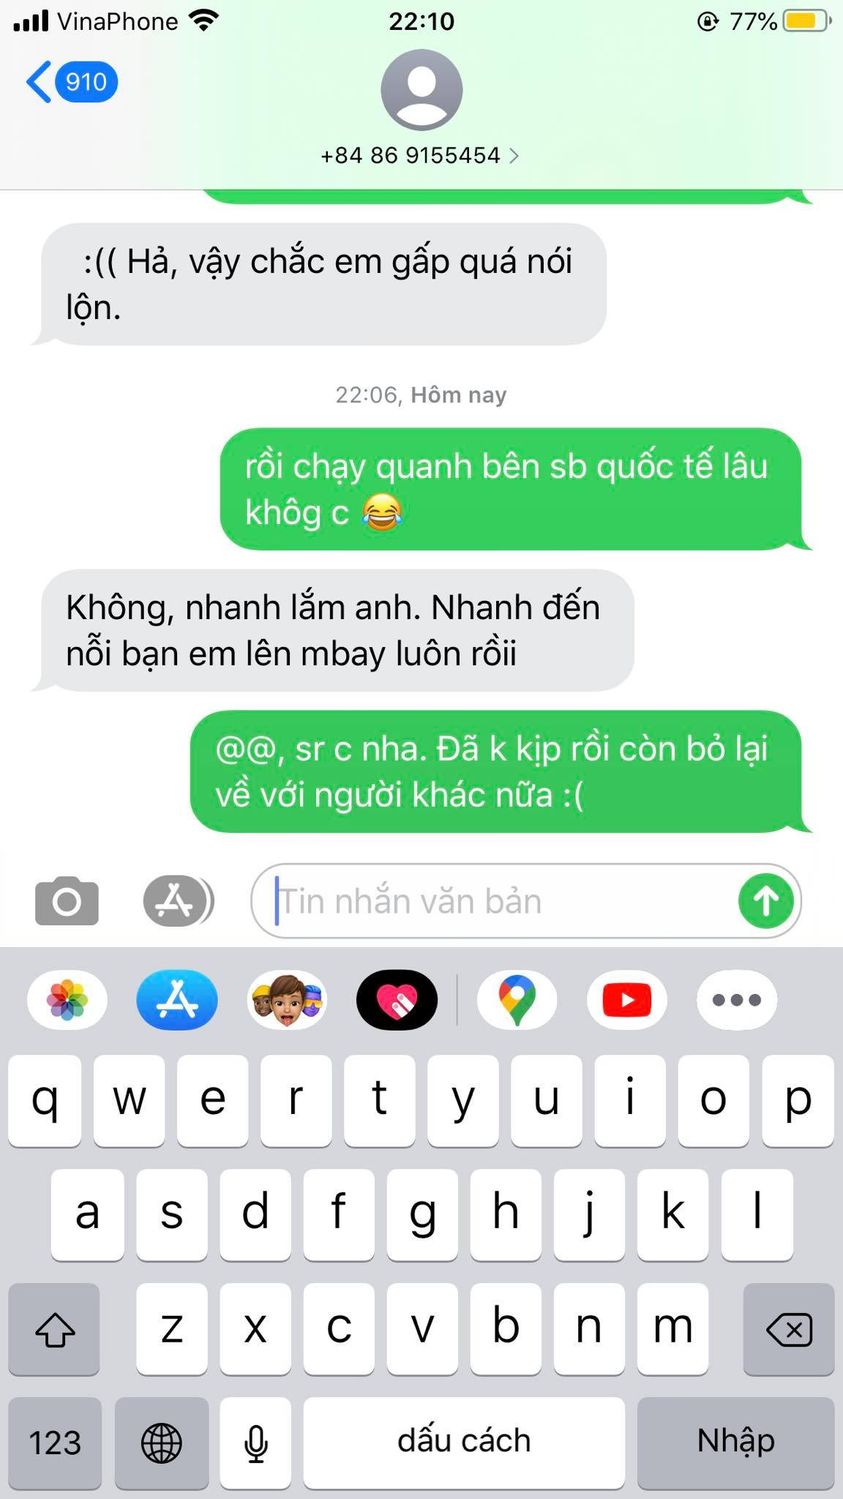 VinaPhone 22:10 77%
910
+84 86 9155454
:(( Hả, vậy chắc em gấp quá nói
lộn.
22:06, Hôm nay
rồi chạy quanh bên sb quốc tế lâu
khôg c 😂
Không, nhanh lắm anh. Nhanh đến
nỗi bạn em lên mbay luôn rồii
@@, sr c nha. Đã k kịp rồi còn bỏ lại
về với người khác nữa :(
Tin nhắn văn bản
q w e r t y u i o p
a s d f g h j k l
z x c v b n m
123 dấu cách Nhập